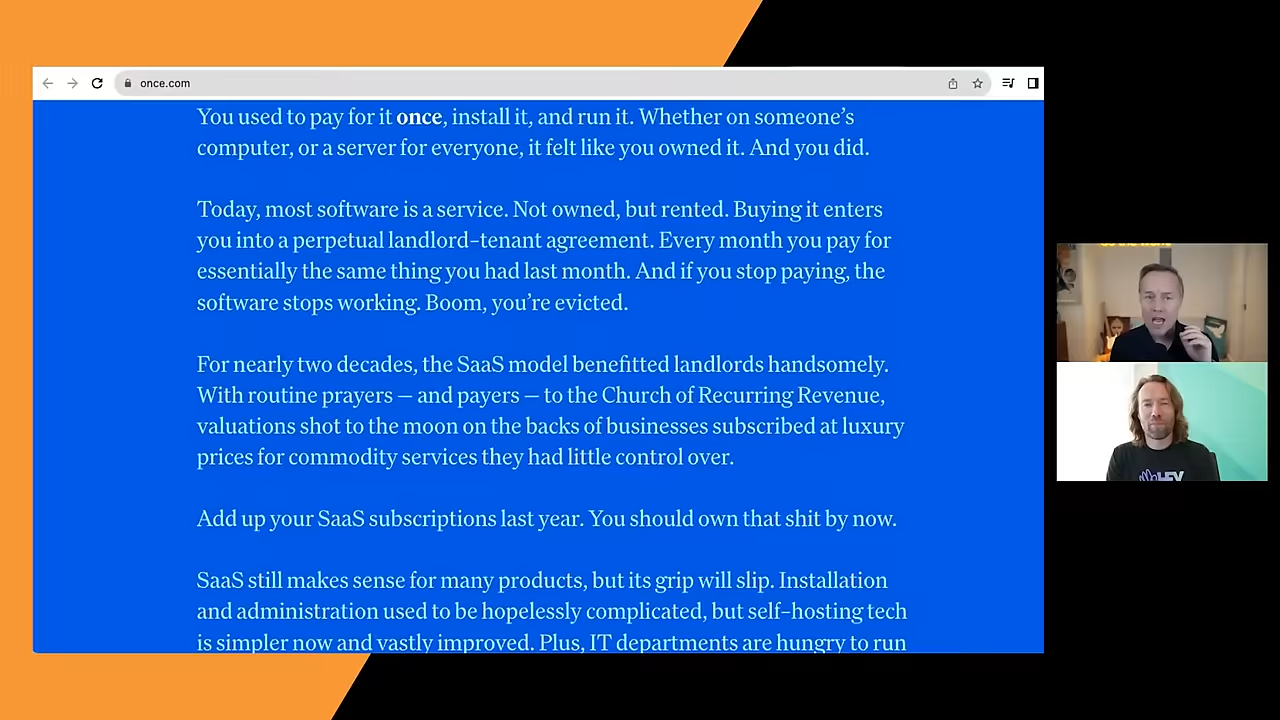 once.com
You used to pay for it once, install it, and run it. Whether on someone’s
computer, or a server for everyone, it felt like you owned it. And you did.
Today, most software is a service. Not owned, but rented. Buying it enters
you into a perpetual landlord–tenant agreement. Every month you pay for
essentially the same thing you had last month. And if you stop paying, the
software stops working. Boom, you’re evicted.
For nearly two decades, the SaaS model benefitted landlords handsomely.
With routine prayers — and payers — to the Church of Recurring Revenue,
valuations shot to the moon on the backs of businesses subscribed at luxury
prices for commodity services they had little control over.
Add up your SaaS subscriptions last year. You should own that shit by now.
SaaS still makes sense for many products, but its grip will slip. Installation
and administration used to be hopelessly complicated, but self–hosting tech
is simpler now and vastly improved. Plus, IT departments are hungry to run
HEY